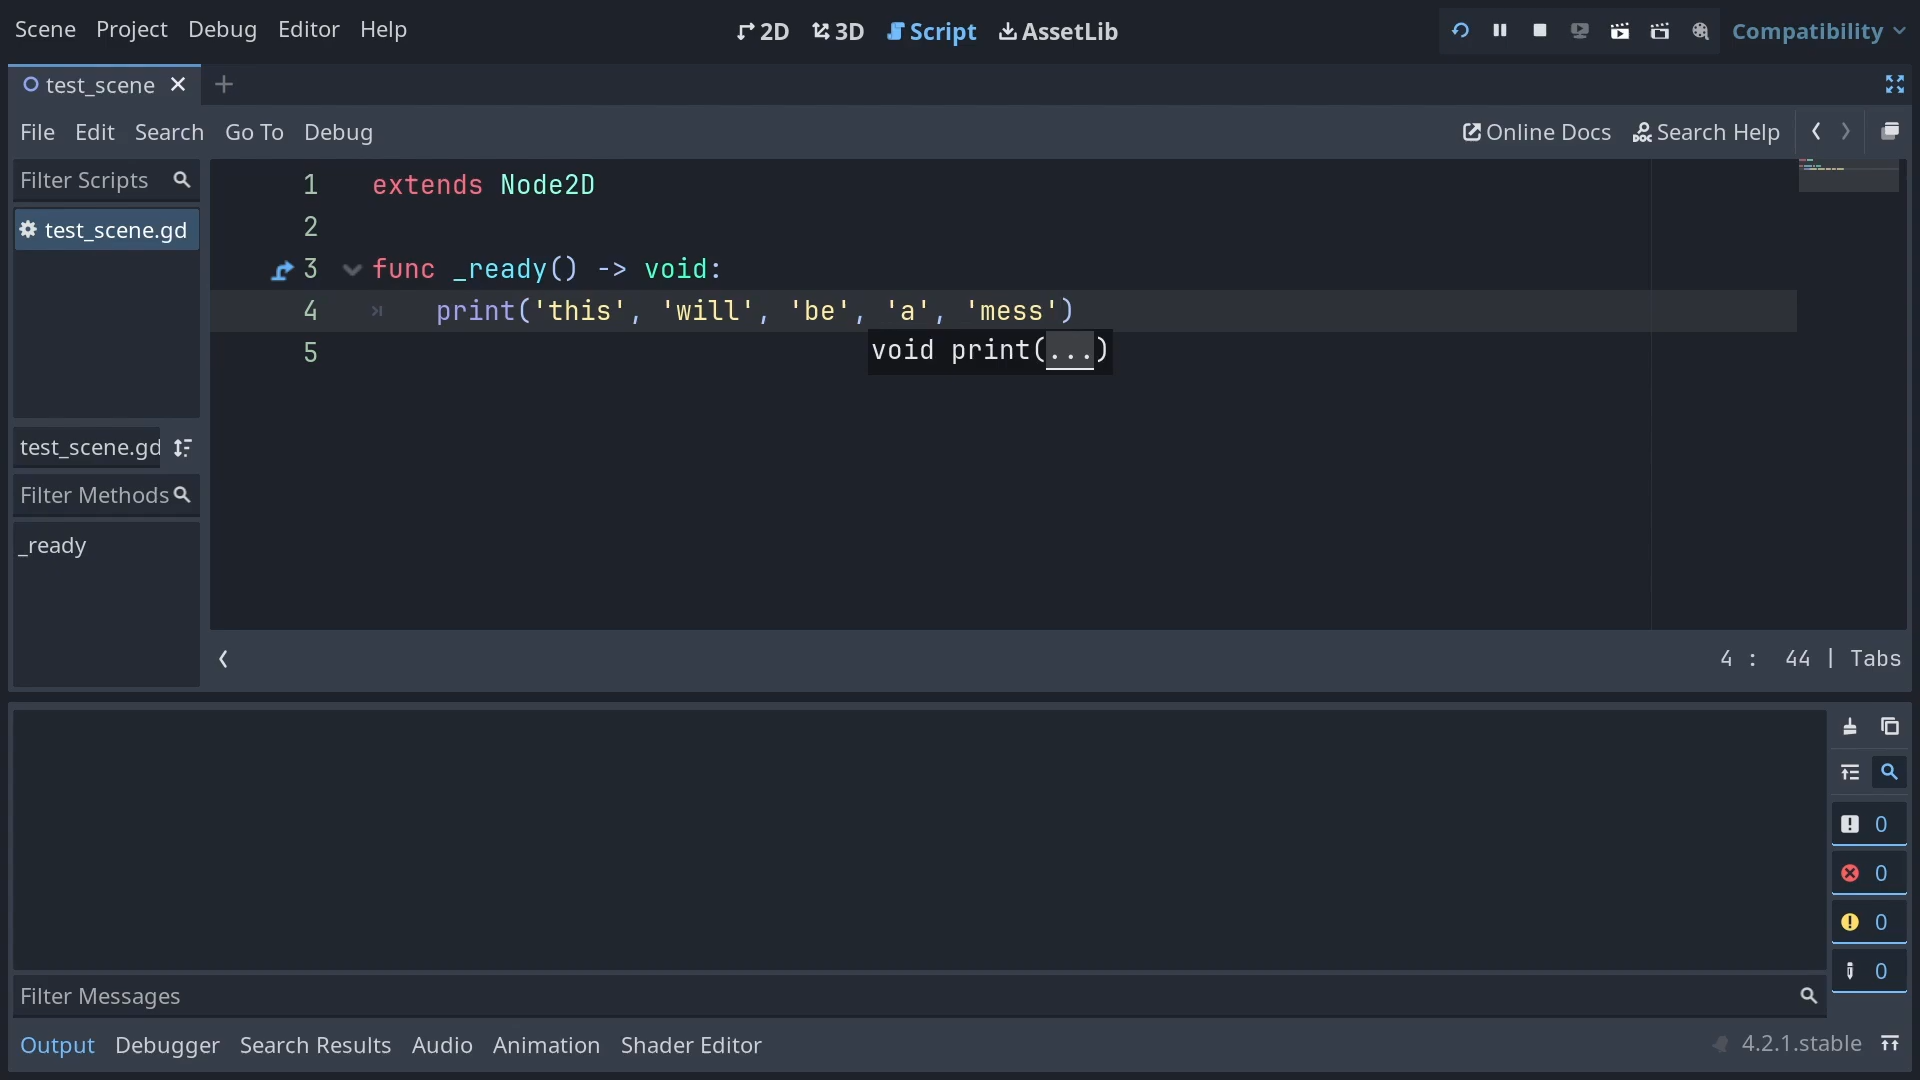 Scene Project Debug Editor Help 2D 3D Script AssetLib Compatibility
test_scene
File Edit Search Go To Debug Online Docs Search Help
Filter Scripts
test_scene.gd
test_scene.gd
Filter Methods
_ready
1 extends Node2D
2
3 func _ready() -> void:
4 print('this', 'will', 'be', 'a', 'mess')
void print(...)
5
4 : 44 | Tabs
0
0
0
0
Filter Messages
Output Debugger Search Results Audio Animation Shader Editor 4.2.1.stable